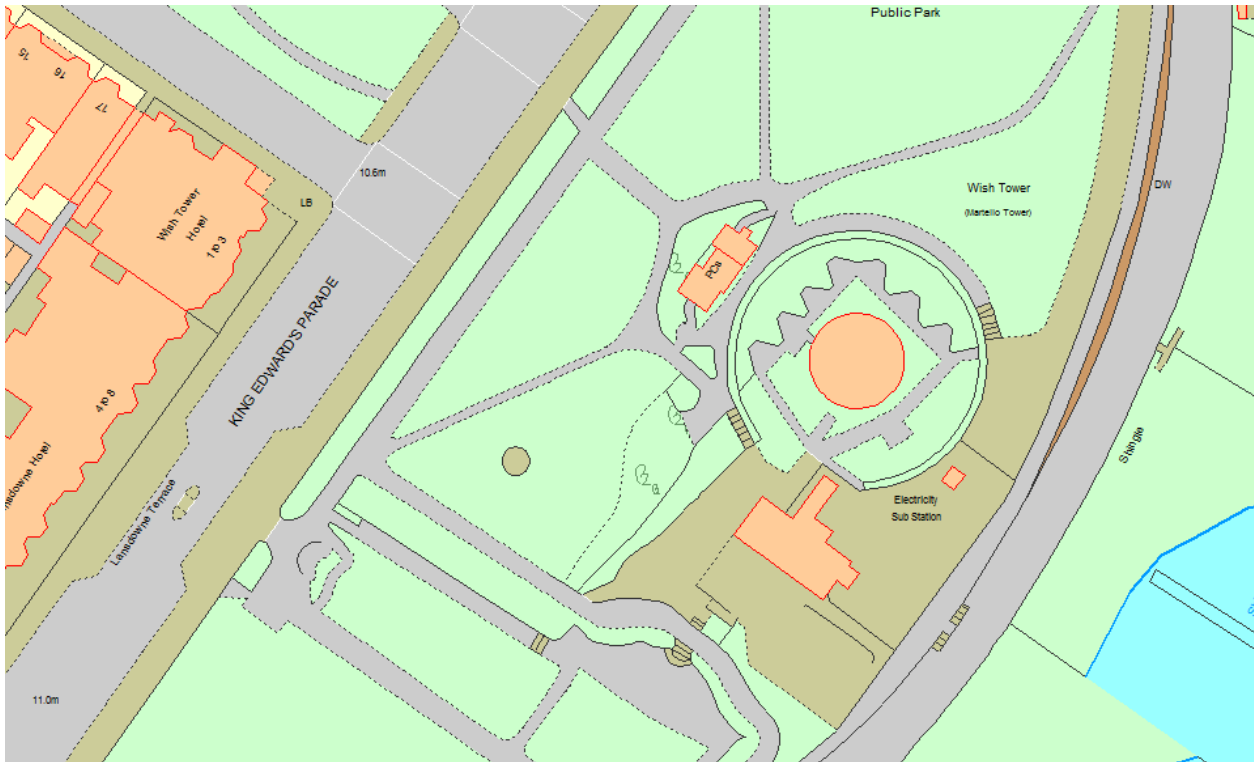 Public Park
15
16
17
Wish Tower
Hotel
1 to 3
LB
10.6m
KING EDWARD'S PARADE
PCs
Wish Tower
(Martello Tower)
DW
Shingle
4 to 8
nsdowne Hotel
Lansdowne Terrace
Electricity
Sub Station
11.0m